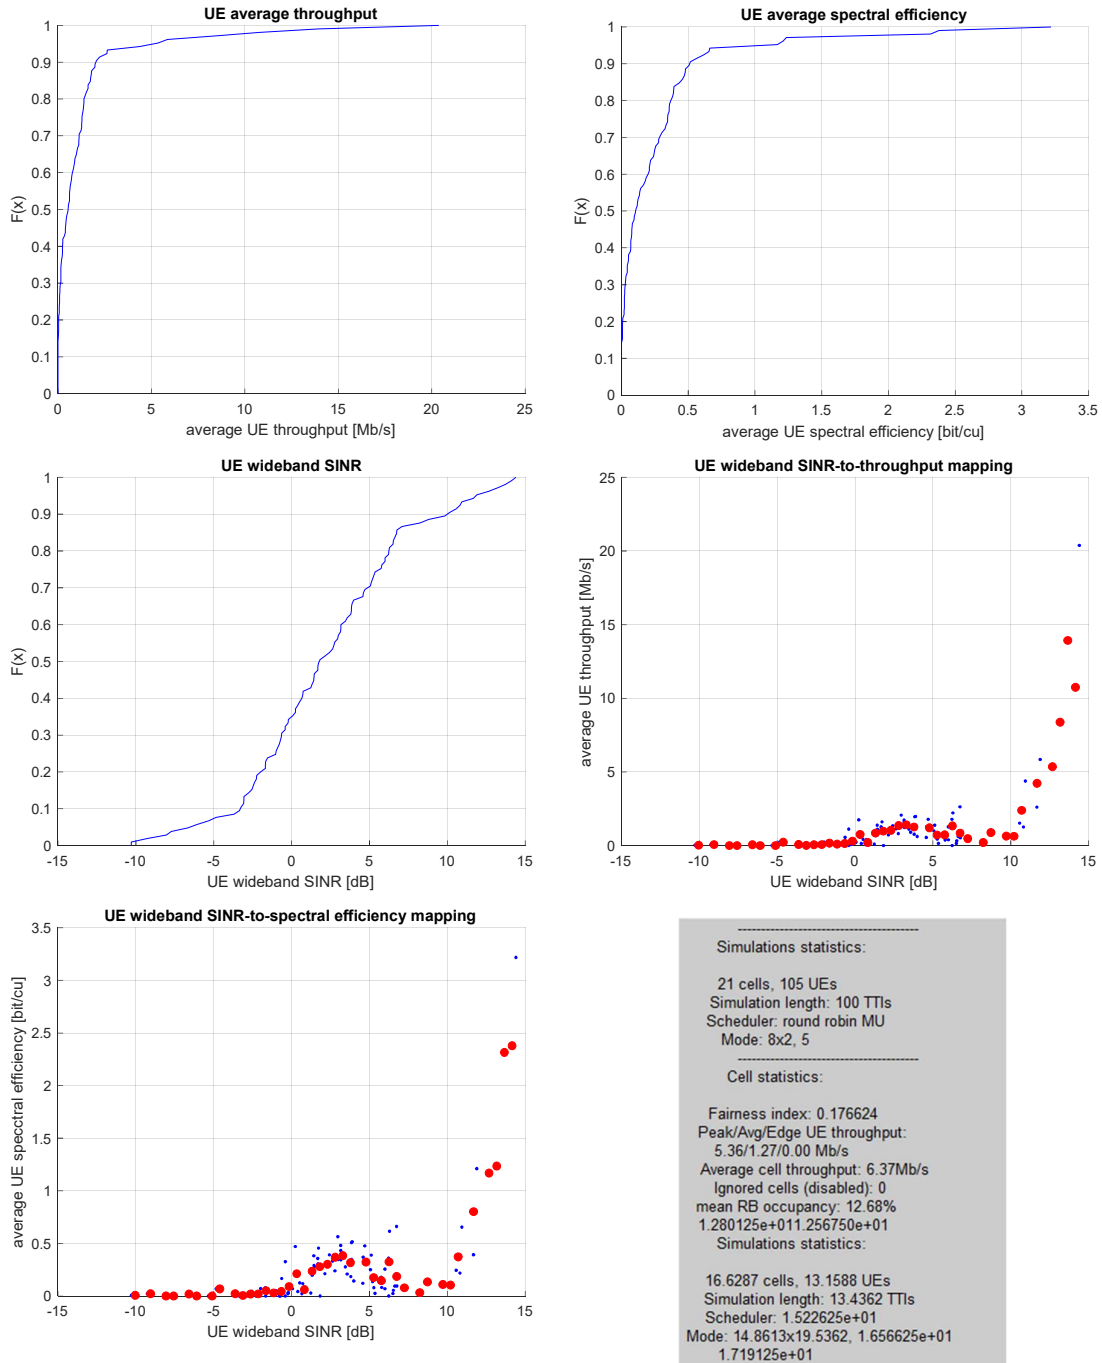 UE average throughput
1
0.9
0.8
0.7
0.6
0.5
0.4
0.3
0.2
0.1
0
F(x)
0 5 10 15 20 25
average UE throughput [Mb/s]
UE average spectral efficiency
1
0.9
0.8
0.7
0.6
0.5
0.4
0.3
0.2
0.1
0
F(x)
0 0.5 1 1.5 2 2.5 3 3.5
average UE spectral efficiency [bit/cu]
UE wideband SINR
1
0.9
0.8
0.7
0.6
0.5
0.4
0.3
0.2
0.1
0
F(x)
-15 -10 -5 0 5 10 15
UE wideband SINR [dB]
UE wideband SINR-to-throughput mapping
25
20
15
10
5
0
average UE throughput [Mb/s]
-15 -10 -5 0 5 10 15
UE wideband SINR [dB]
UE wideband SINR-to-spectral efficiency mapping
3.5
3
2.5
2
1.5
1
0.5
0
average UE specctral efficiency [bit/cu]
-15 -10 -5 0 5 10 15
UE wideband SINR [dB]
---------------------------------------
Simulations statistics:
21 cells, 105 UEs
Simulation length: 100 TTIs
Scheduler: round robin MU
Mode: 8x2, 5
---------------------------------------
Cell statistics:
Fairness index: 0.176624
Peak/Avg/Edge UE throughput:
5.36/1.27/0.00 Mb/s
Average cell throughput: 6.37Mb/s
Ignored cells (disabled): 0
mean RB occupancy: 12.68%
1.280125e+011.256750e+01
Simulations statistics:
16.6287 cells, 13.1588 UEs
Simulation length: 13.4362 TTIs
Scheduler: 1.522625e+01
Mode: 14.8613x19.5362, 1.656625e+01
1.719125e+01